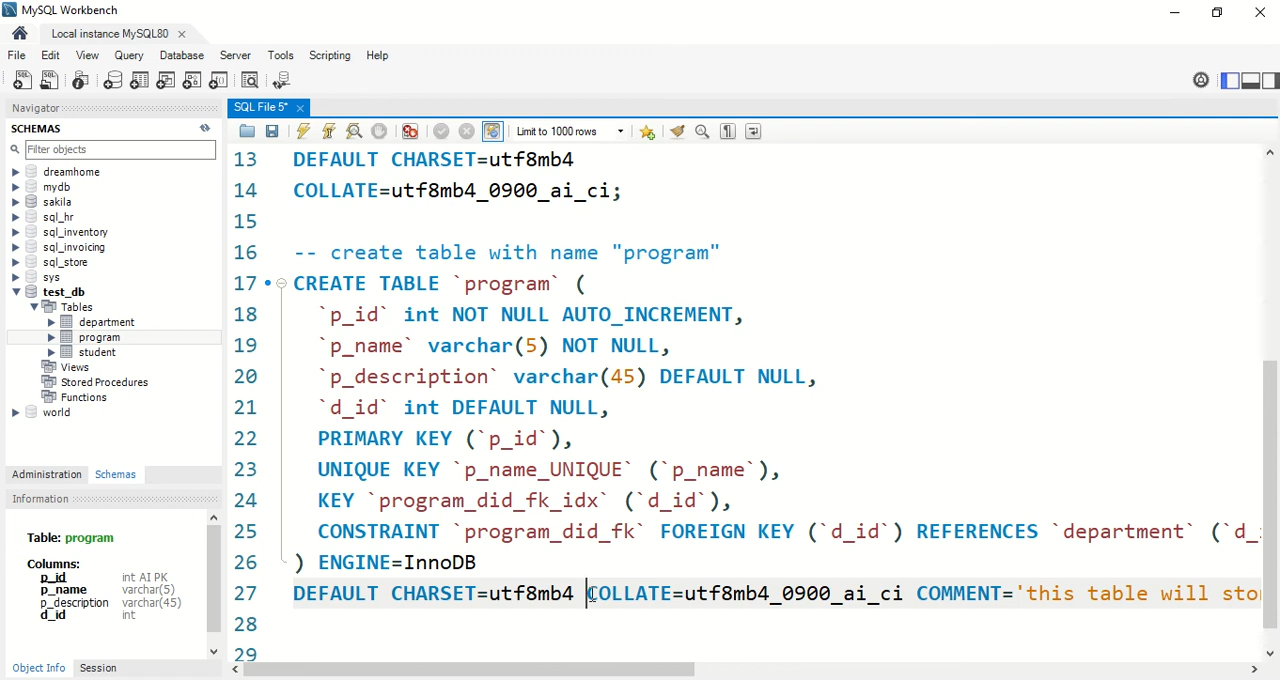 MySQL Workbench
Local instance MySQL80
File Edit View Query Database Server Tools Scripting Help
Navigator
SCHEMAS
Filter objects
dreamhome
mydb
sakila
sql_hr
sql_inventory
sql_invoicing
sql_store
sys
test_db
Tables
department
program
student
Views
Stored Procedures
Functions
world
Administration Schemas
Information
Table: program
Columns:
p_id int AI PK
p_name varchar(5)
p_description varchar(45)
d_id int
Object Info Session
SQL File 5*
Limit to 1000 rows
13 DEFAULT CHARSET=utf8mb4
14 COLLATE=utf8mb4_0900_ai_ci;
15
16 -- create table with name "program"
17 CREATE TABLE `program` (
18 `p_id` int NOT NULL AUTO_INCREMENT,
19 `p_name` varchar(5) NOT NULL,
20 `p_description` varchar(45) DEFAULT NULL,
21 `d_id` int DEFAULT NULL,
22 PRIMARY KEY (`p_id`),
23 UNIQUE KEY `p_name_UNIQUE` (`p_name`),
24 KEY `program_did_fk_idx` (`d_id`),
25 CONSTRAINT `program_did_fk` FOREIGN KEY (`d_id`) REFERENCES `department` (`d_
26 ) ENGINE=InnoDB
27 DEFAULT CHARSET=utf8mb4 COLLATE=utf8mb4_0900_ai_ci COMMENT='this table will sto
28
29